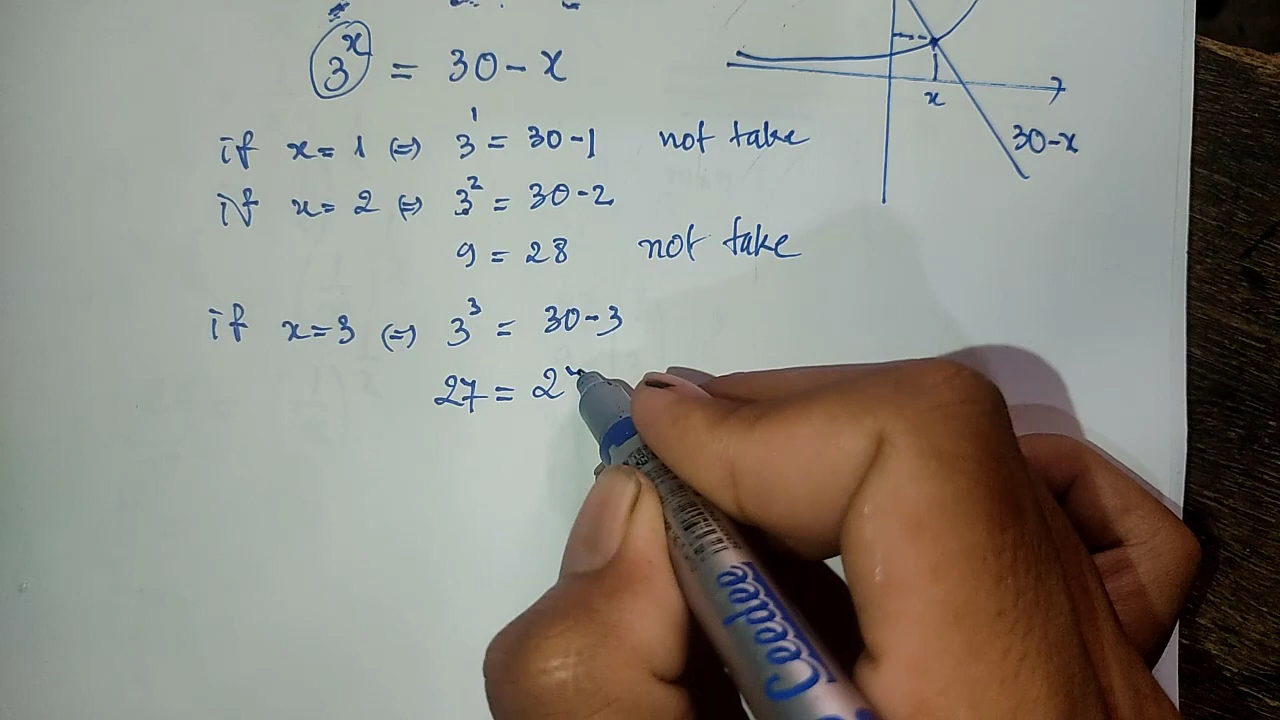 3^x = 30 - x
if x = 1 (=) 3^1 = 30 - 1 not take
if x = 2 (=) 3^2 = 30 - 2
9 = 28 not take
if x = 3 (=) 3^3 = 30 - 3
27 = 2
x
30 - x
Ceedee